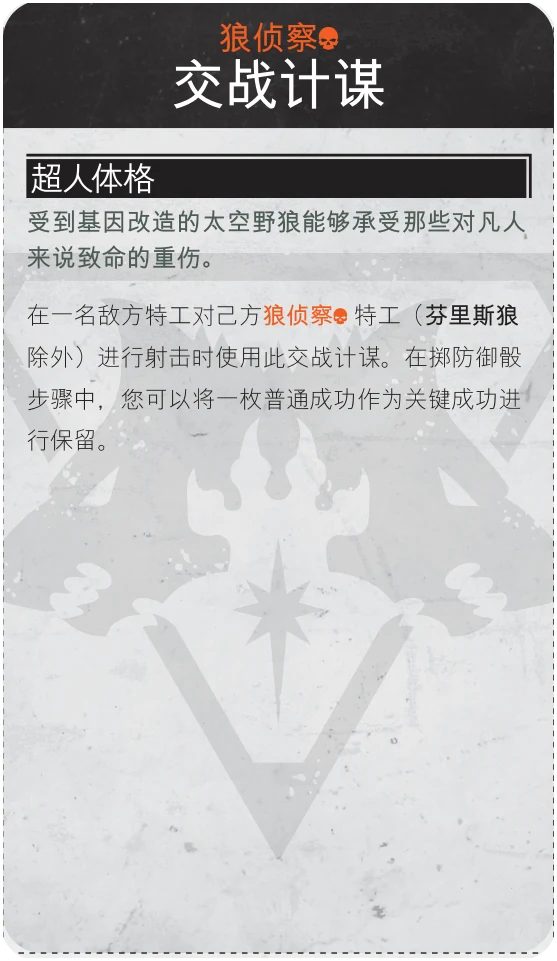 狼侦察
交战计谋
超人体格
受到基因改造的太空野狼能够承受那些对凡人
来说致命的重伤。
在一名敌方特工对己方狼侦察 特工（芬里斯狼
除外）进行射击时使用此交战计谋。在掷防御骰
步骤中，您可以将一枚普通成功作为关键成功进
行保留。